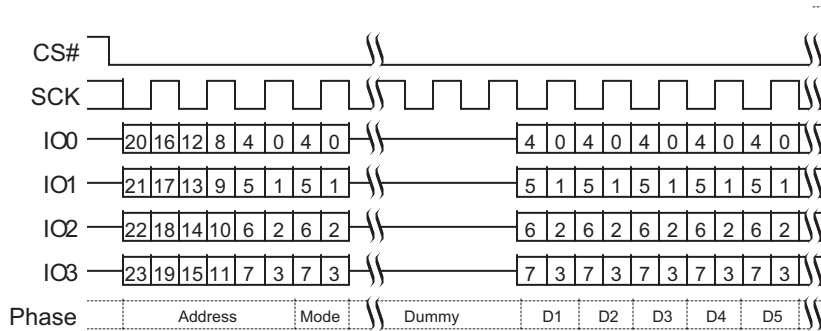 CS#
SCK
IO0 20 16 12 8 4 0 4 0 4 0 4 0 4 0 4 0 4 0
IO1 21 17 13 9 5 1 5 1 5 1 5 1 5 1 5 1 5 1
IO2 22 18 14 10 6 2 6 2 6 2 6 2 6 2 6 2 6 2
IO3 23 19 15 11 7 3 7 3 7 3 7 3 7 3 7 3 7 3
Phase Address Mode Dummy D1 D2 D3 D4 D5